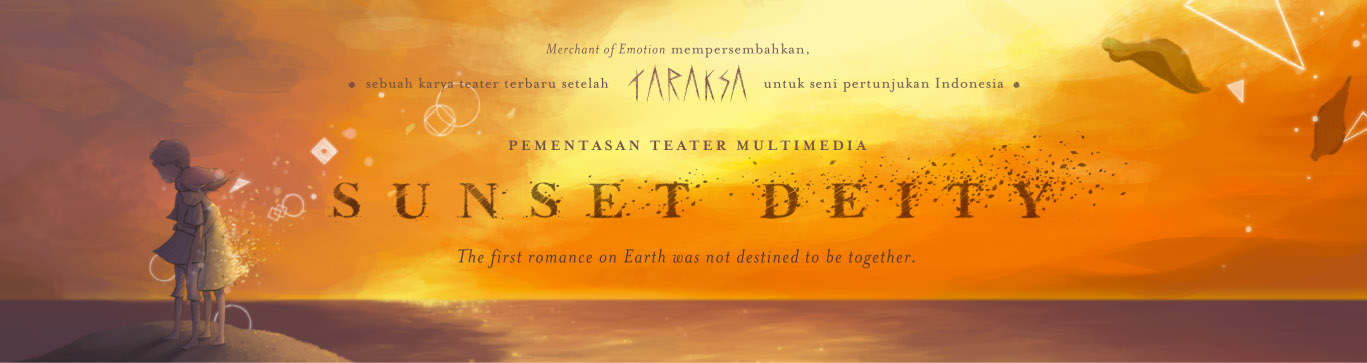 Merchant of Emotion mempersembahkan,
• sebuah karya teater terbaru setelah TARAKSA untuk seni pertunjukan Indonesia •
PEMENTASAN TEATER MULTIMEDIA
SUNSET DEITY
The first romance on Earth was not destined to be together.